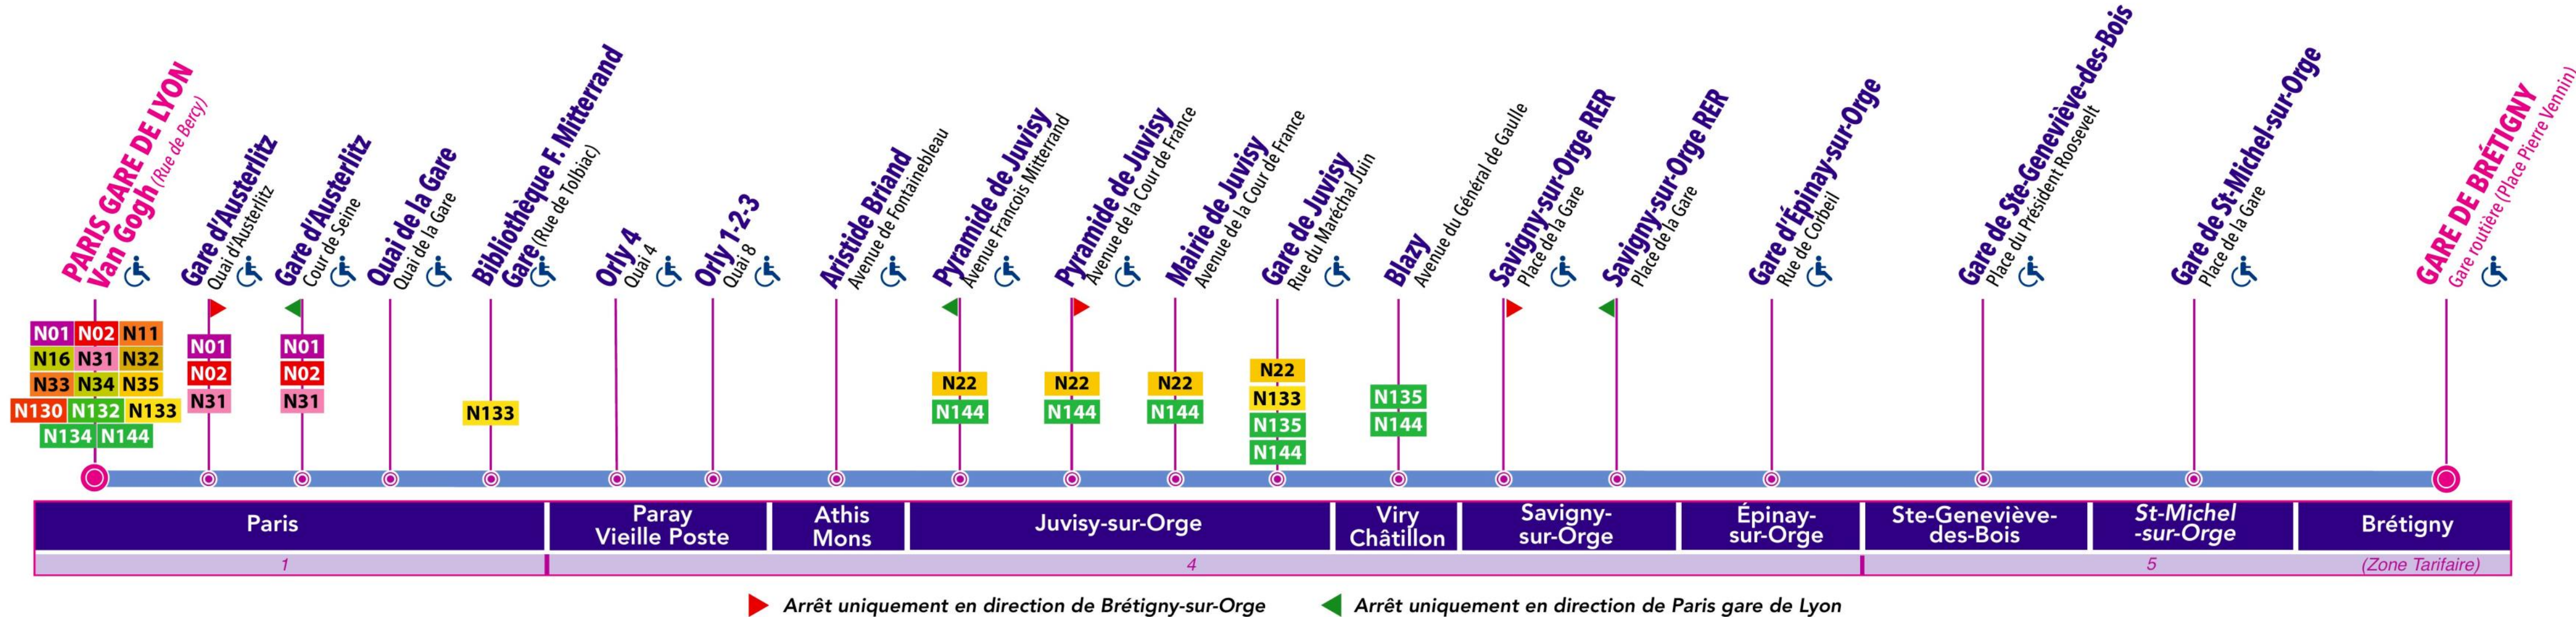 PARIS GARE DE LYON
Van Gogh (Rue de Bercy)
Gare d'Austerlitz
Quai d'Austerlitz
Gare d'Austerlitz
Cour de Seine
Quai de la Gare
Quai de la Gare
Bibliothèque F. Mitterrand
Gare (Rue de Tolbiac)
Orly 4
Quai 4
Orly 1-2-3
Quai 8
Aristide Briand
Avenue de Fontainebleau
Pyramide de Juvisy
Avenue Francois Mitterrand
Pyramide de Juvisy
Avenue de la Cour de France
Mairie de Juvisy
Avenue de la Cour de France
Gare de Juvisy
Rue du Maréchal Juin
Blazy
Avenue du Général de Gaulle
Savigny-sur-Orge RER
Place de la Gare
Savigny-sur-Orge RER
Place de la Gare
Gare d'Épinay-sur-Orge
Rue de Corbeil
Gare de Ste-Geneviève-des-Bois
Place du Président Roosevelt
Gare de St-Michel-sur-Orge
Place de la Gare
GARE DE BRÉTIGNY
Gare routière (Place Pierre Vennin)
N01 N02 N11
N16 N31 N32
N33 N34 N35
N130 N132 N133
N134 N144
N01
N02
N31
N01
N02
N31
N133
N22
N144
N22
N144
N22
N144
N22
N133
N135
N144
N135
N144
Paris
Paray
Vieille Poste
Athis
Mons
Juvisy-sur-Orge
Viry
Châtillon
Savigny-
sur-Orge
Épinay-
sur-Orge
Ste-Geneviève-
des-Bois
St-Michel
-sur-Orge
Brétigny
1
4
5
(Zone Tarifaire)
Arrêt uniquement en direction de Brétigny-sur-Orge
Arrêt uniquement en direction de Paris gare de Lyon